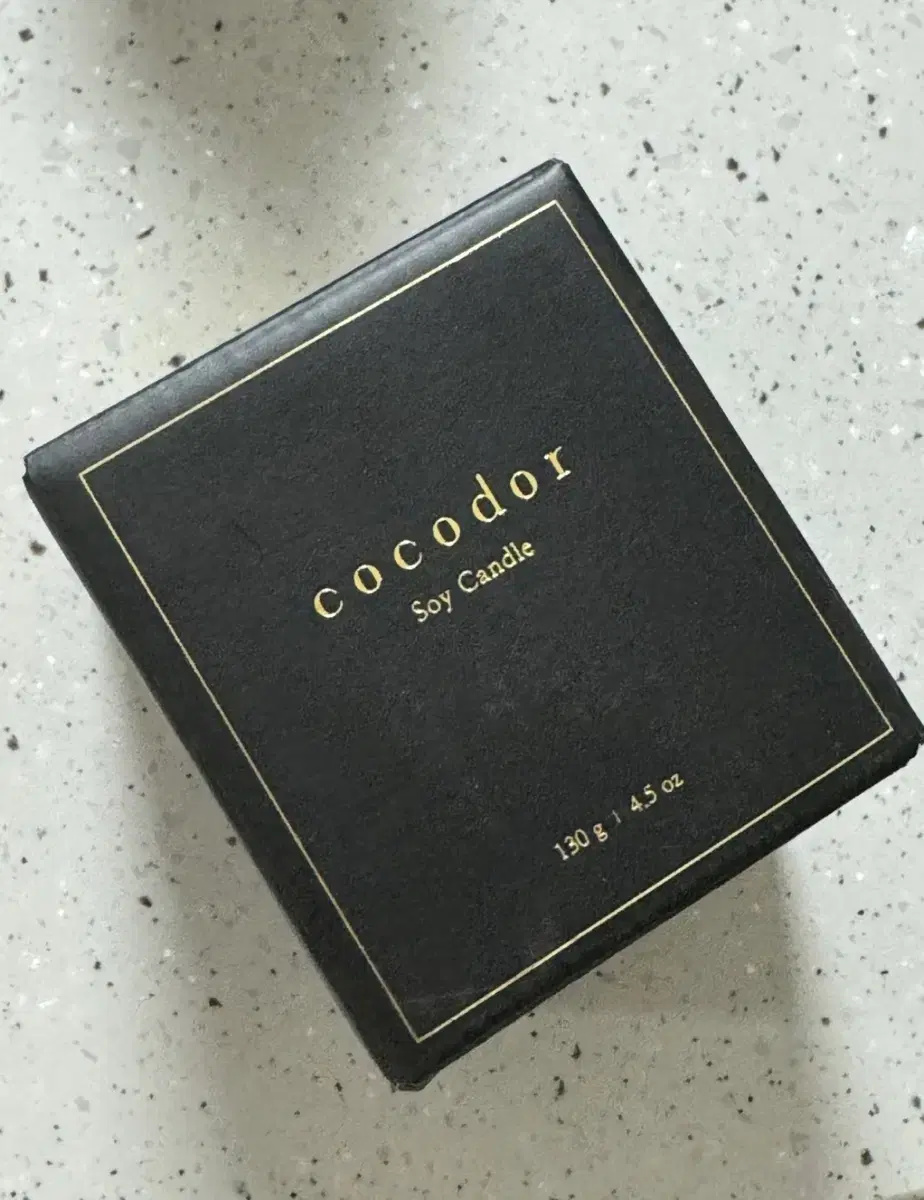 cocodor
Soy Candle
130 g | 4.5 oz